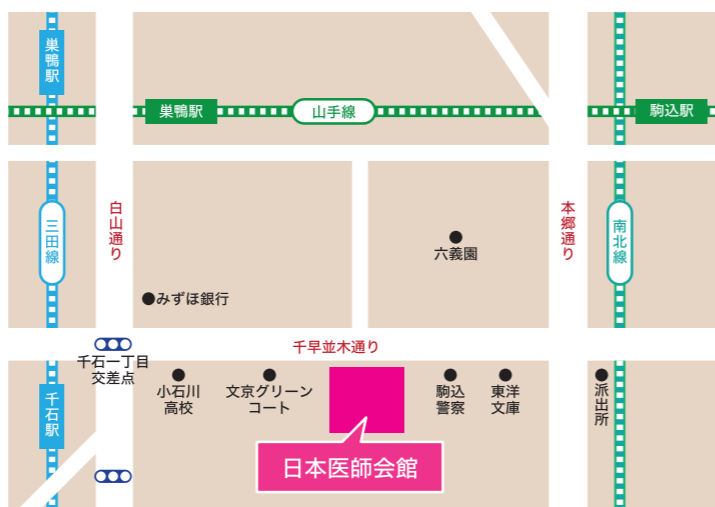 巣鴨駅
巣鴨駅
山手線
駒込駅
三田線
白山通り
本郷通り
南北線
六義園
みずほ銀行
千早並木通り
千石一丁目
交差点
小石川
高校
文京グリーン
コート
駒込
警察
東洋
文庫
派出所
千石駅
日本医師会館